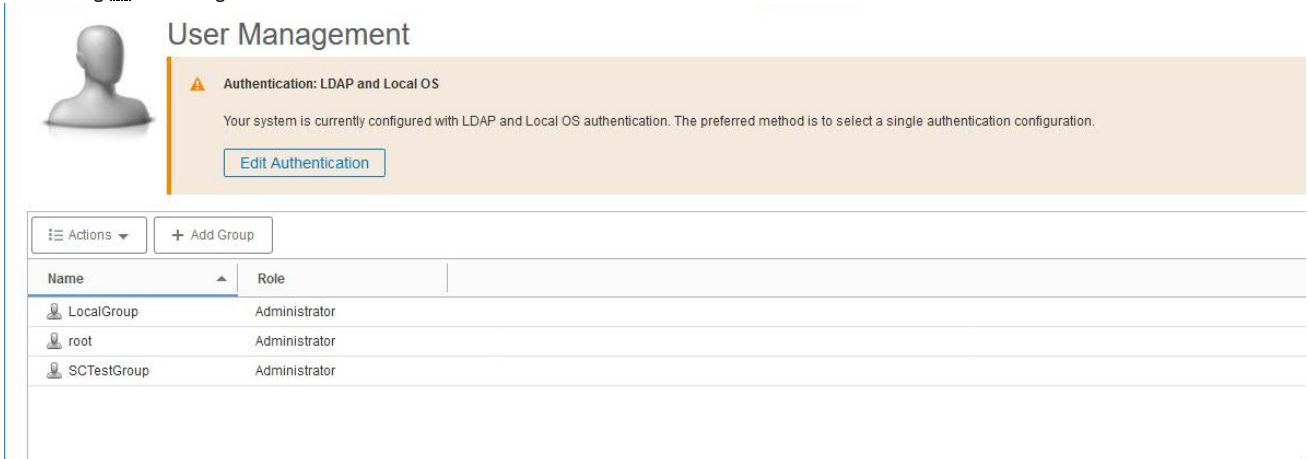 User Management
Authentication: LDAP and Local OS
Your system is currently configured with LDAP and Local OS authentication. The preferred method is to select a single authentication configuration.
Edit Authentication
Actions
+ Add Group
Name Role
LocalGroup Administrator
root Administrator
SCTestGroup Administrator